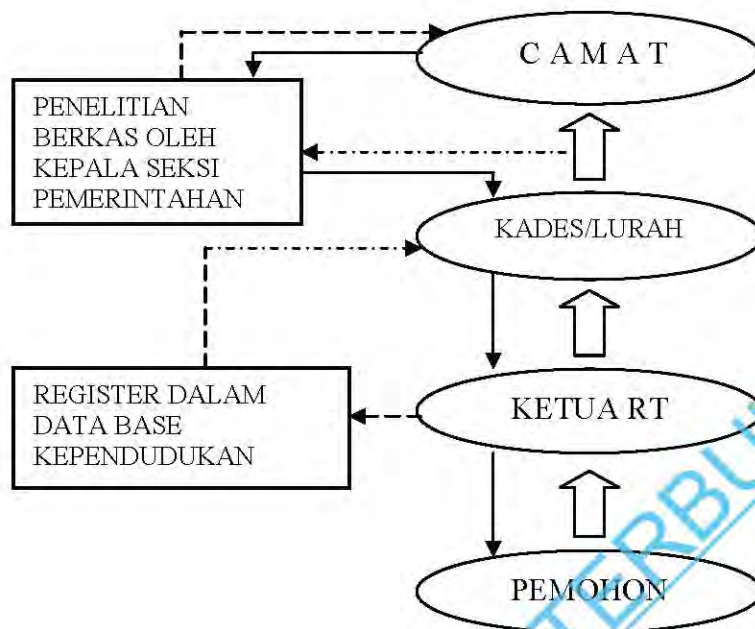 C A M A T
PENELITIAN
BERKAS OLEH
KEPALA SEKSI
PEMERINTAHAN
KADES/LURAH
REGISTER DALAM
DATA BASE
KEPENDUDUKAN
KETUA RT
PEMOHON